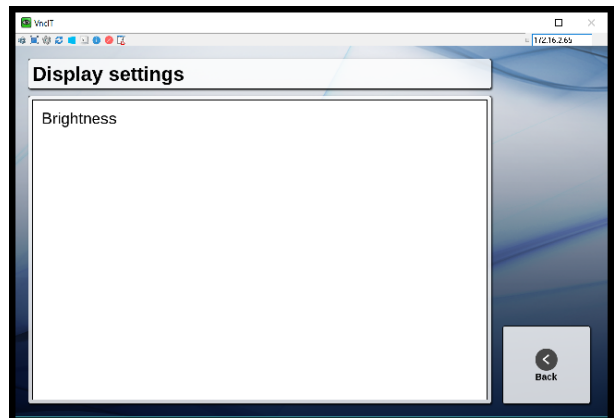 VncIT
172.16.2.65
Display settings
Brightness
Back